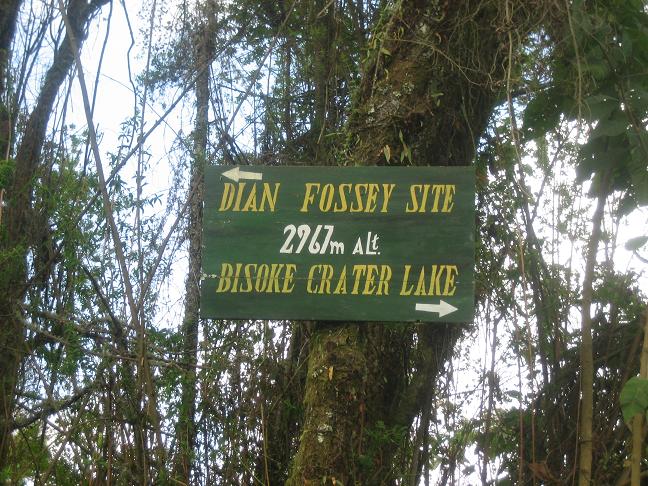 DIAN FOSSEY SITE
2967m ALt.
BISOKE CRATER LAKE